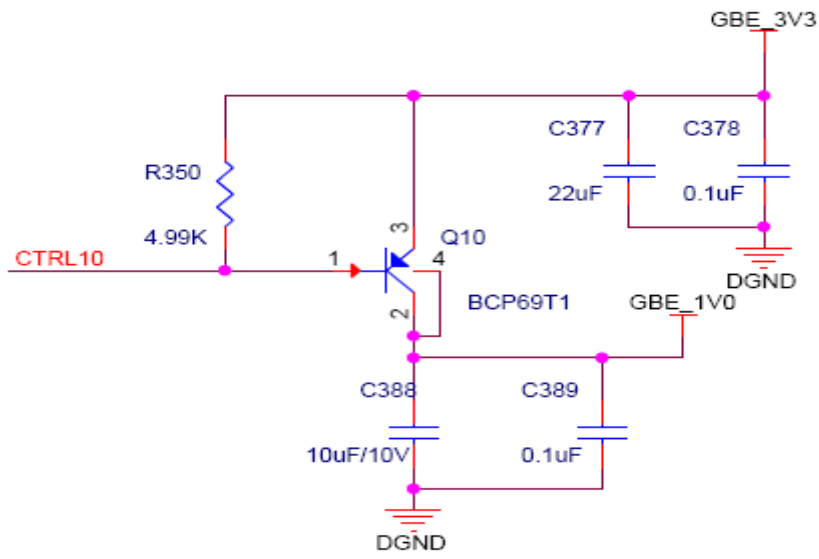 GBE_3V3
C377
C378
R350
22uF
0.1uF
4.99K
3
Q10
CTRL10
1
4
DGND
BCP69T1
GBE_1V0
2
C388
C389
10uF/10V
0.1uF
DGND